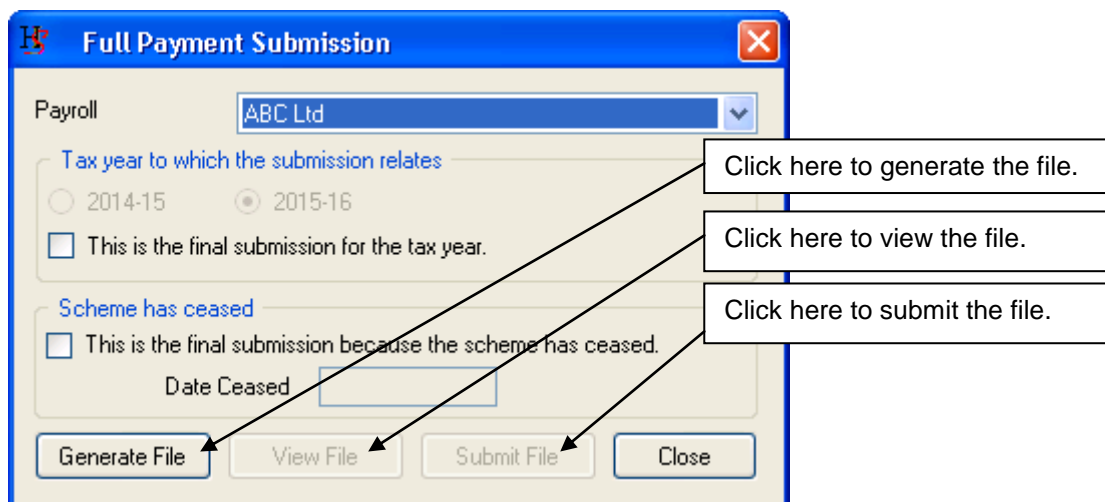 HS Full Payment Submission
Payroll ABC Ltd
Tax year to which the submission relates
2014-15 2015-16
This is the final submission for the tax year.
Scheme has ceased
This is the final submission because the scheme has ceased.
Date Ceased
Generate File View File Submit File Close
Click here to generate the file.
Click here to view the file.
Click here to submit the file.